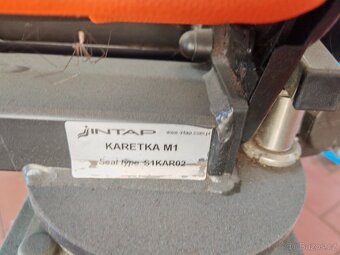 INTAP www.intap.com.pl
KARETKA M1
Seat type. S1KAR02